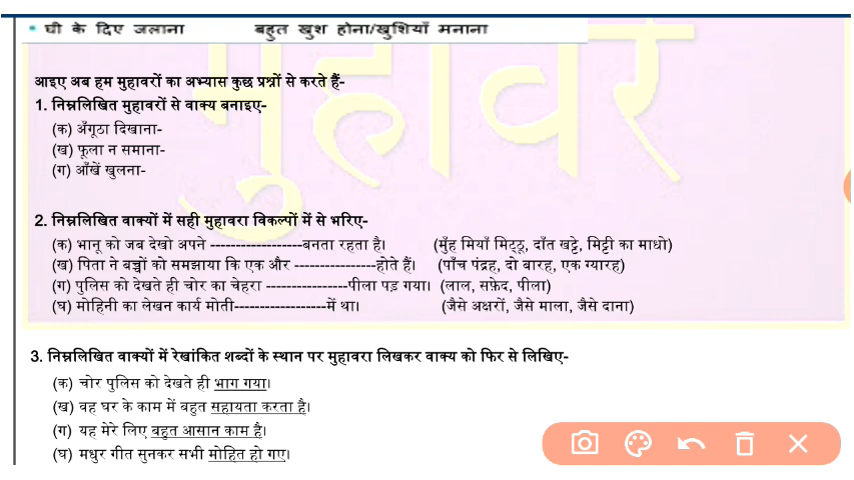 • घी के दिए जलाना बहुत खुश होना/खुशियाँ मनाना
मुहावरे
आइए अब हम मुहावरों का अभ्यास कुछ प्रश्नों से करते हैं-
1. निम्नलिखित मुहावरों से वाक्य बनाइए-
(क) अँगूठा दिखाना-
(ख) फूला न समाना-
(ग) आँखें खुलना-
2. निम्नलिखित वाक्यों में सही मुहावरा विकल्पों में से भरिए-
(क) भानू को जब देखो अपने ------------------बनता रहता है। (मुँह मियाँ मिट्ठू, दाँत खट्टे, मिट्टी का माधो)
(ख) पिता ने बच्चों को समझाया कि एक और ----------------होते हैं। (पाँच पंद्रह, दो बारह, एक ग्यारह)
(ग) पुलिस को देखते ही चोर का चेहरा ----------------पीला पड़ गया। (लाल, सफ़ेद, पीला)
(घ) मोहिनी का लेखन कार्य मोती------------------में था। (जैसे अक्षरों, जैसे माला, जैसे दाना)
3. निम्नलिखित वाक्यों में रेखांकित शब्दों के स्थान पर मुहावरा लिखकर वाक्य को फिर से लिखिए-
(क) चोर पुलिस को देखते ही भाग गया।
(ख) वह घर के काम में बहुत सहायता करता है।
(ग) यह मेरे लिए बहुत आसान काम है।
(घ) मधुर गीत सुनकर सभी मोहित हो गए।